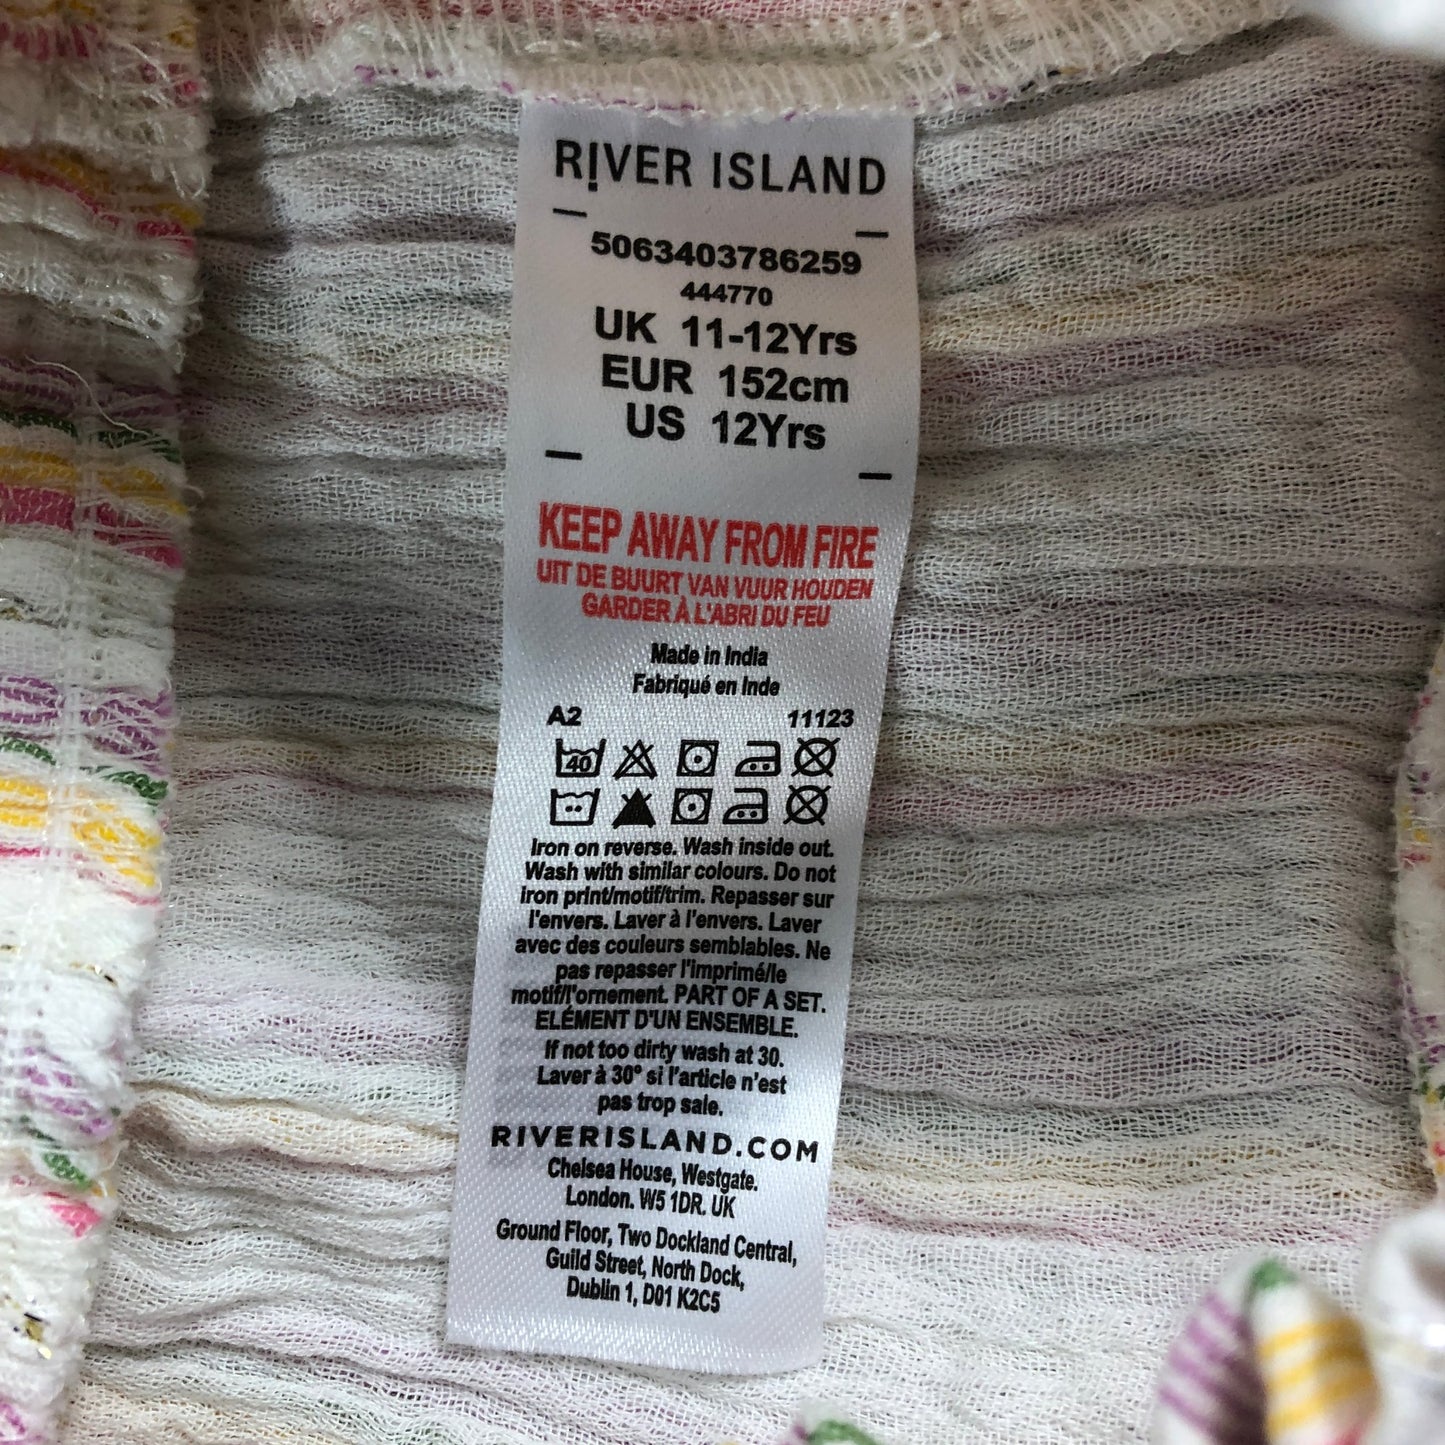 RIVER ISLAND
5063403786259
444770
UK 11-12Yrs
EUR 152cm
US 12Yrs
KEEP AWAY FROM FIRE
UIT DE BUURT VAN VUUR HOUDEN
GARDER À L'ABRI DU FEU
Made in India
Fabriqué en Inde
A2 11123
40
Iron on reverse. Wash inside out.
Wash with similar colours. Do not
iron print/motif/trim. Repasser sur
l'envers. Laver à l'envers. Laver
avec des couleurs semblables. Ne
pas repasser l'imprimé/le
motif/l'ornement. PART OF A SET.
ELÉMENT D'UN ENSEMBLE.
If not too dirty wash at 30.
Laver à 30° si l'article n'est
pas trop sale.
RIVERISLAND.COM
Chelsea House, Westgate.
London. W5 1DR. UK
Ground Floor, Two Dockland Central,
Guild Street, North Dock,
Dublin 1, D01 K2C5